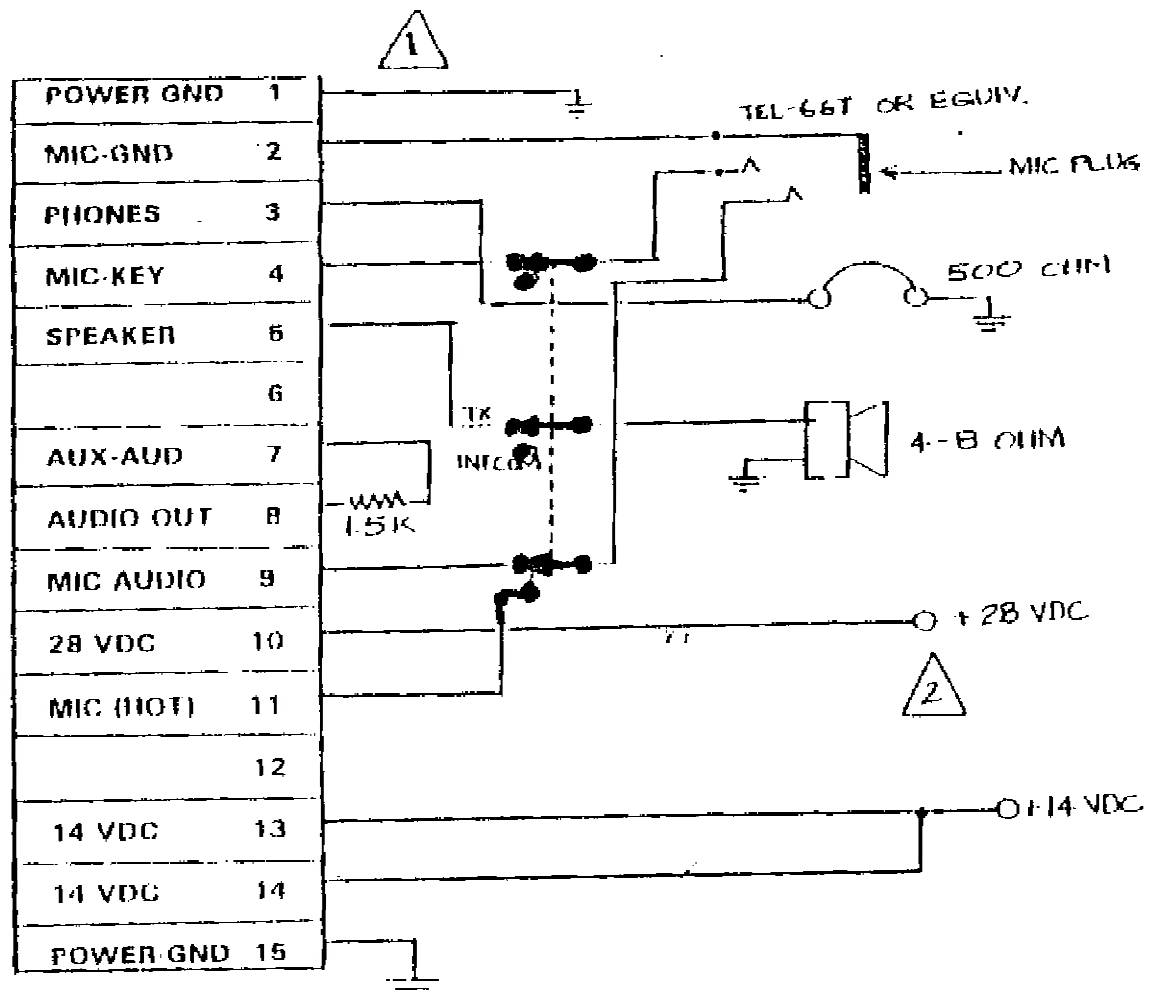 1
POWER GND 1
MIC-GND 2
PHONES 3
MIC-KEY 4
SPEAKER 5
6
AUX-AUD 7
AUDIO OUT 8
MIC AUDIO 9
28 VDC 10
MIC (HOT) 11
12
14 VDC 13
14 VDC 14
POWER GND 15
TEL-66T OR EQUIV.
MIC PLUG
500 OHM
TX
INTCOM
4-8 OHM
1.5K
+ 28 VDC
2
+14 VDC